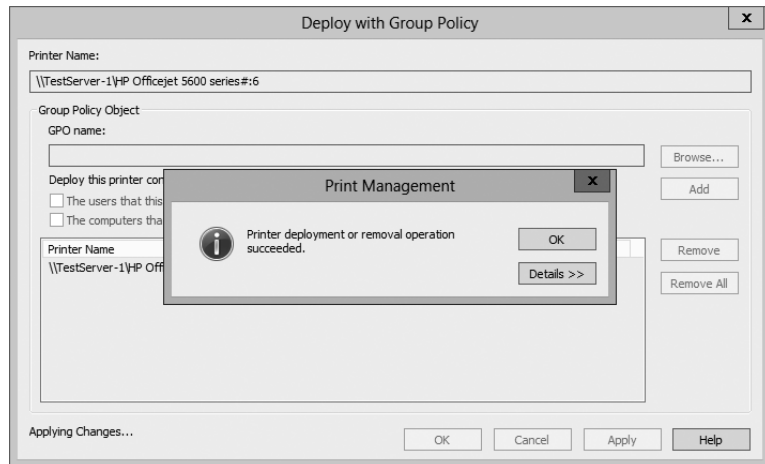 Deploy with Group Policy
x
Printer Name:
\\TestServer-1\HP Officejet 5600 series#:6
Group Policy Object
GPO name:
Browse...
Deploy this printer con
Add
The users that this
The computers tha
Print Management
x
Printer deployment or removal operation
succeeded.
OK
Details >>
Printer Name
\\TestServer-1\HP Off
Remove
Remove All
Applying Changes...
OK
Cancel
Apply
Help